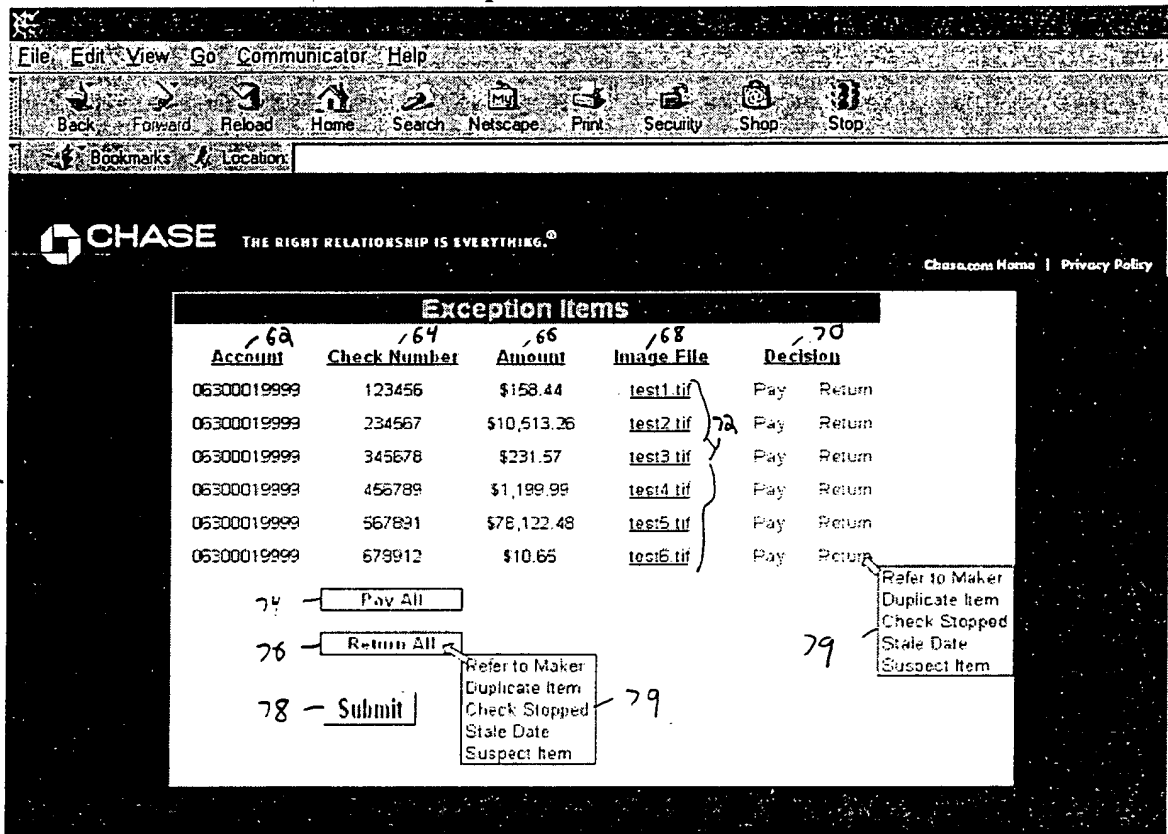 File Edit View Go Communicator Help
Back Forward Reload Home Search Netscape Print Security Shop Stop
Bookmarks Location:
CHASE THE RIGHT RELATIONSHIP IS EVERYTHING.®
Chase.com Home | Privacy Policy
Exception Items
62 64 66 68 70
Account Check Number Amount Image File Decision
06300019999 123456 $158.44 test1.tif Pay Return
06300019999 234567 $10,513.26 test2.tif Pay Return
72
06300019999 345678 $231.57 test3.tif Pay Return
06300019999 456789 $1,199.99 test4.tif Pay Return
06300019999 567891 $78,122.48 test5.tif Pay Return
06300019999 678912 $10.65 test6.tif Pay Return
Refer to Maker
Duplicate Item
Check Stopped
Stale Date
Suspect Item
79
74 Pay All
76 Return All
Refer to Maker
Duplicate Item
Check Stopped
Stale Date
Suspect Item
79
78 Submit